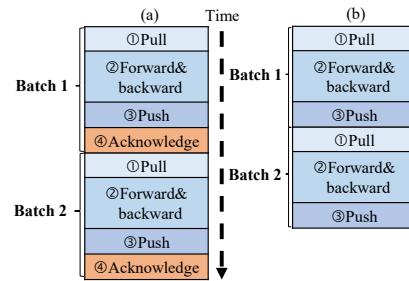 (a)
Time
(b)
Batch 1
①Pull
②Forward&
backward
③Push
④Acknowledge
Batch 2
①Pull
②Forward&
backward
③Push
④Acknowledge
Batch 1
①Pull
②Forward&
backward
③Push
Batch 2
①Pull
②Forward&
backward
③Push